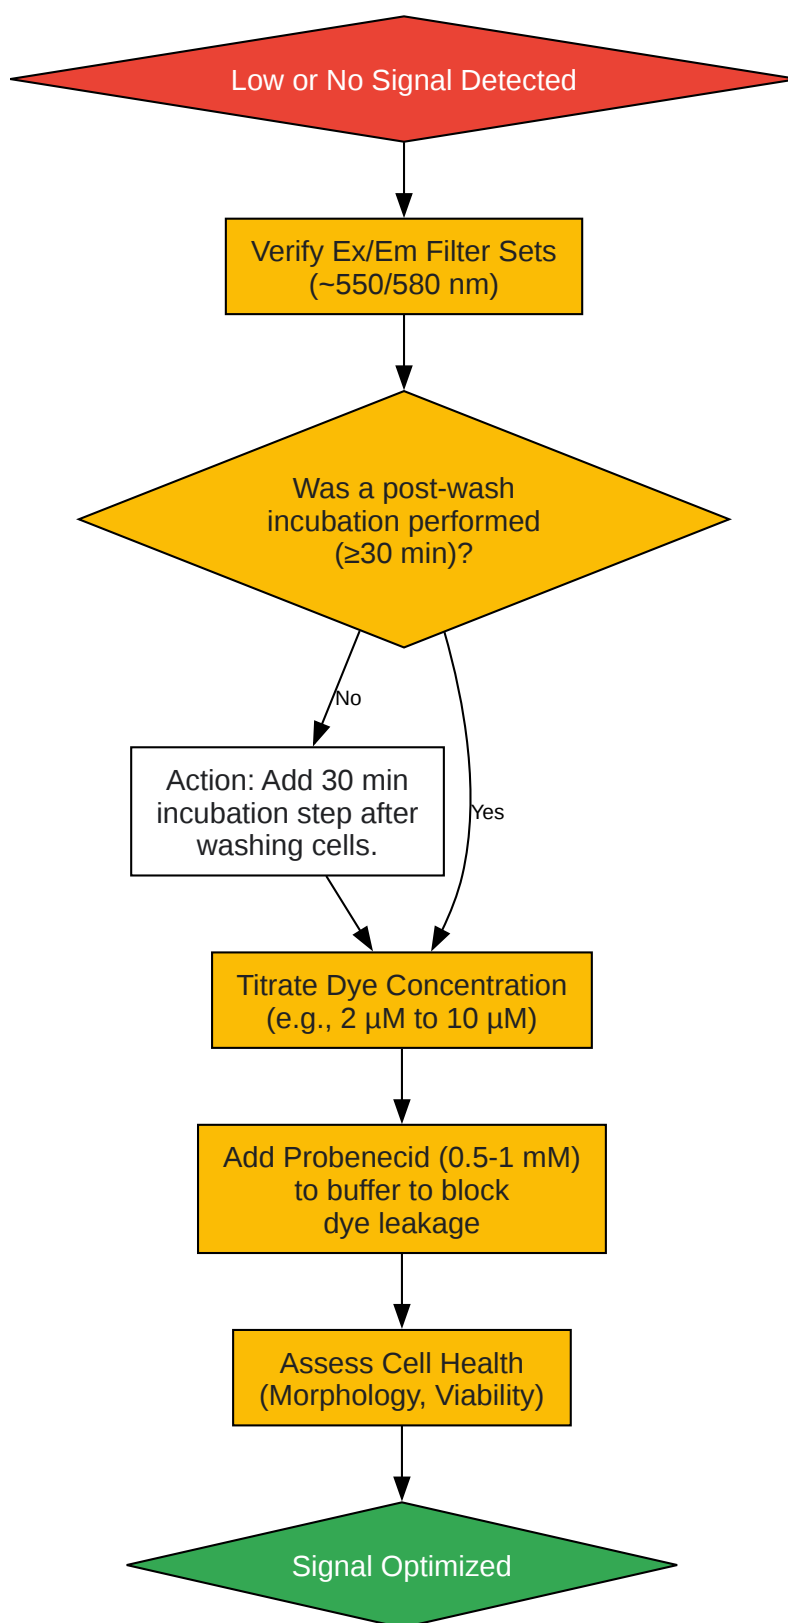 Low or No Signal Detected
Verify Ex/Em Filter Sets
(~550/580 nm)
Was a post-wash
incubation performed
(≥30 min)?
No
Action: Add 30 min
incubation step after
washing cells.
Yes
Titrate Dye Concentration
(e.g., 2 µM to 10 µM)
Add Probenecid (0.5-1 mM)
to buffer to block
dye leakage
Assess Cell Health
(Morphology, Viability)
Signal Optimized